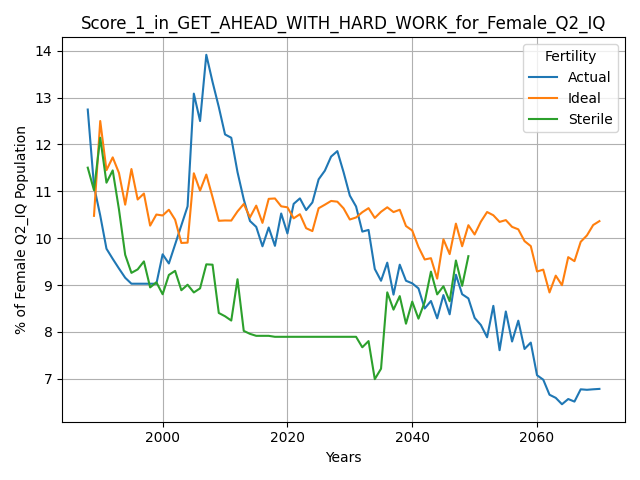 Score_1_in_GET_AHEAD_WITH_HARD_WORK_for_Female_Q2_IQ
Fertility
Actual
Ideal
Sterile
% of Female Q2_IQ Population
14
13
12
11
10
9
8
7
2000
2020
2040
2060
Years